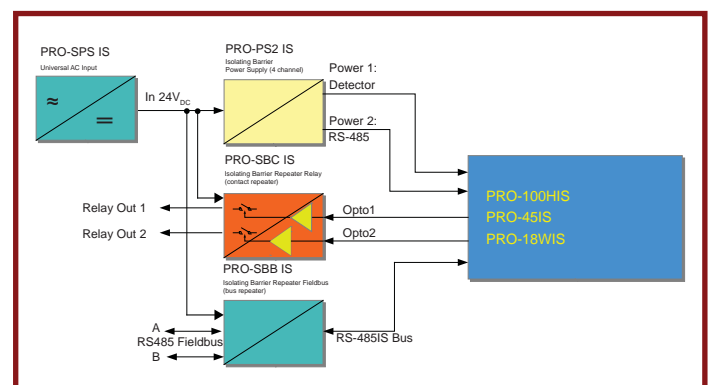 PRO-SPS IS
Universal AC Input
≈
=
In 24VDC
PRO-PS2 IS
Isolating Barrier
Power Supply (4 channel)
Power 1:
Detector
Power 2:
RS-485
PRO-SBC IS
Isolating Barrier Repeater Relay
(contact repeater)
Relay Out 1
Relay Out 2
Opto1
Opto2
PRO-100HIS
PRO-45IS
PRO-18WIS
PRO-SBB IS
Isolating Barrier Repeater Fieldbus
(bus repeater)
A
RS485 Fieldbus
B
RS-485IS Bus